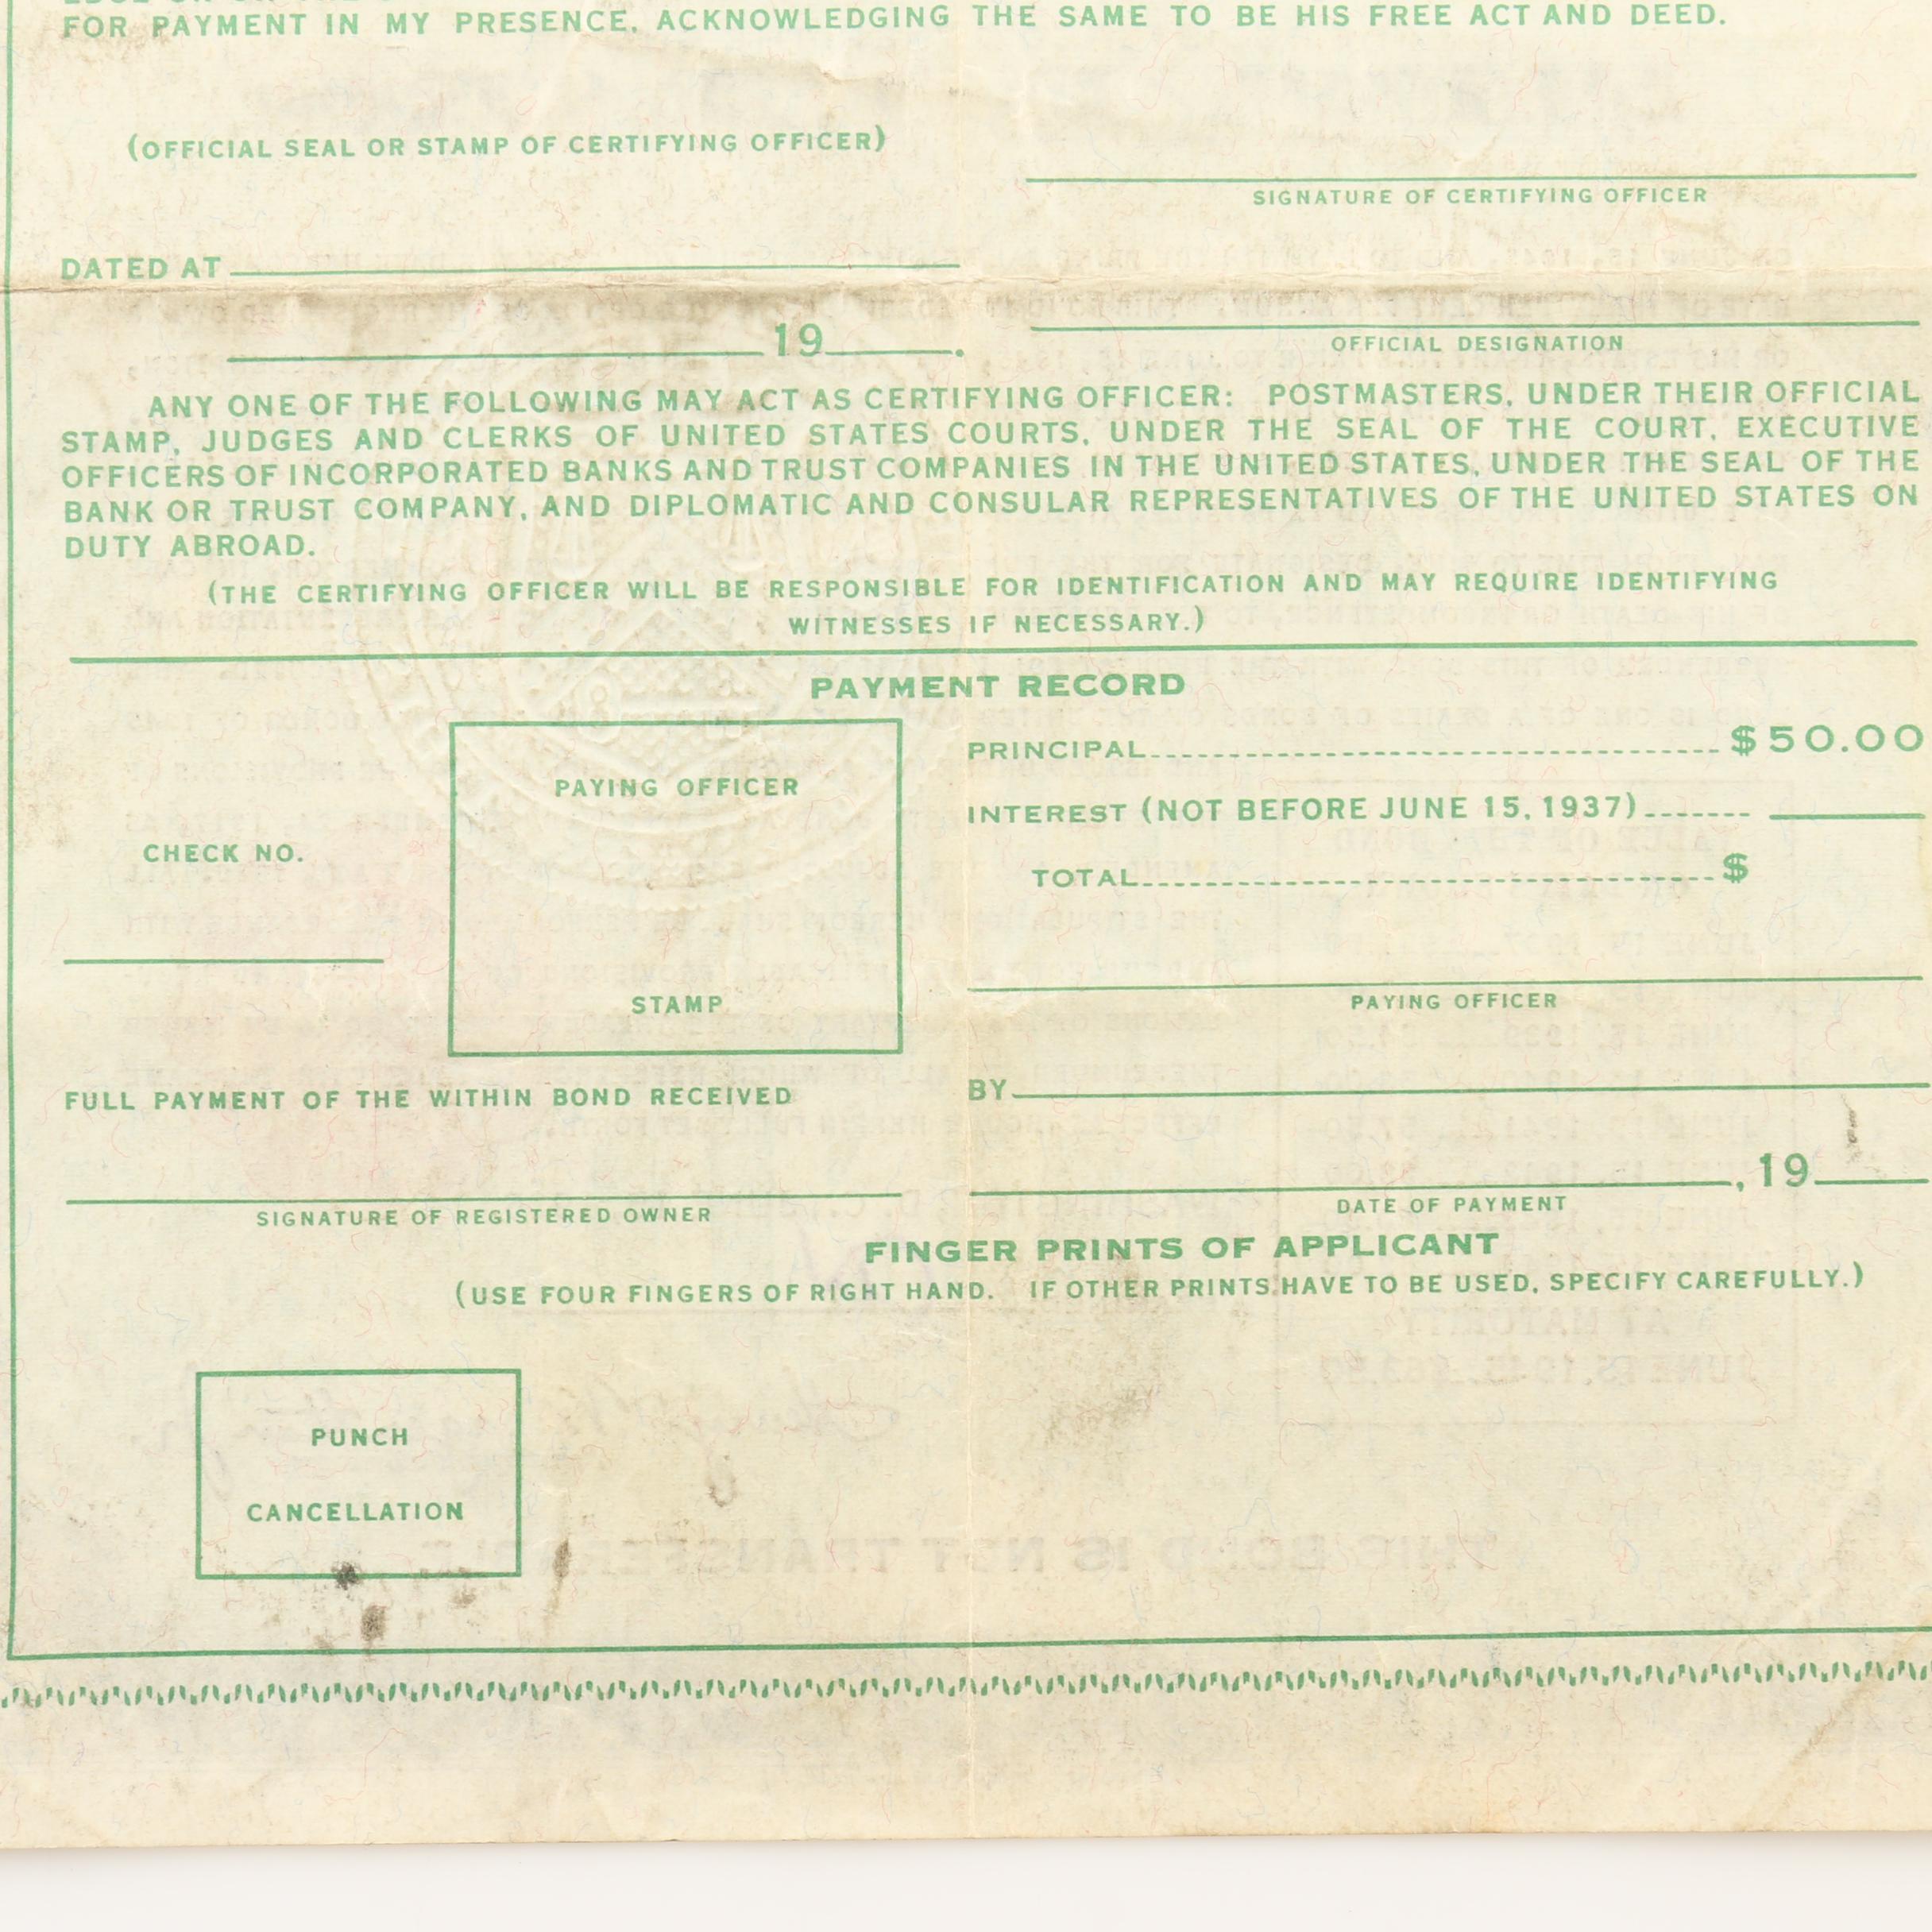 FOR PAYMENT IN MY PRESENCE, ACKNOWLEDGING THE SAME TO BE HIS FREE ACT AND DEED.
(OFFICIAL SEAL OR STAMP OF CERTIFYING OFFICER)
SIGNATURE OF CERTIFYING OFFICER
DATED AT
19 .
OFFICIAL DESIGNATION
ANY ONE OF THE FOLLOWING MAY ACT AS CERTIFYING OFFICER: POSTMASTERS, UNDER THEIR OFFICIAL
STAMP, JUDGES AND CLERKS OF UNITED STATES COURTS, UNDER THE SEAL OF THE COURT, EXECUTIVE
OFFICERS OF INCORPORATED BANKS AND TRUST COMPANIES IN THE UNITED STATES, UNDER THE SEAL OF THE
BANK OR TRUST COMPANY, AND DIPLOMATIC AND CONSULAR REPRESENTATIVES OF THE UNITED STATES ON
DUTY ABROAD.
(THE CERTIFYING OFFICER WILL BE RESPONSIBLE FOR IDENTIFICATION AND MAY REQUIRE IDENTIFYING
WITNESSES IF NECESSARY.)
PAYMENT RECORD
PAYING OFFICER
STAMP
CHECK NO.
PRINCIPAL $50.00
INTEREST (NOT BEFORE JUNE 15, 1937)
TOTAL $
PAYING OFFICER
FULL PAYMENT OF THE WITHIN BOND RECEIVED
BY
SIGNATURE OF REGISTERED OWNER
, 19
DATE OF PAYMENT
FINGER PRINTS OF APPLICANT
(USE FOUR FINGERS OF RIGHT HAND. IF OTHER PRINTS HAVE TO BE USED, SPECIFY CAREFULLY.)
PUNCH
CANCELLATION